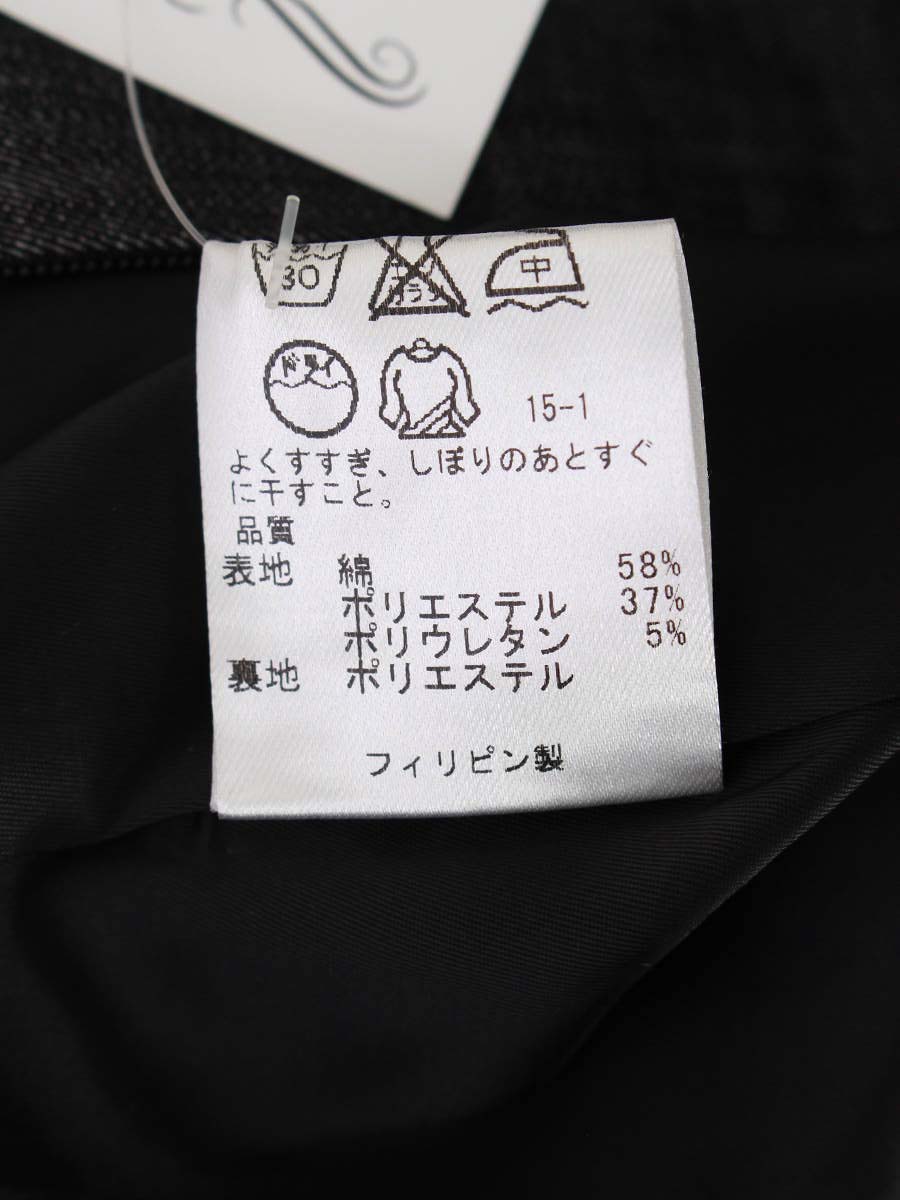 30
中
ドライ
15-1
よくすすぎ、しぼりのあとすぐ
に干すこと。
品質
表地 綿 58%
ポリエステル 37%
ポリウレタン 5%
裏地 ポリエステル
フィリピン製